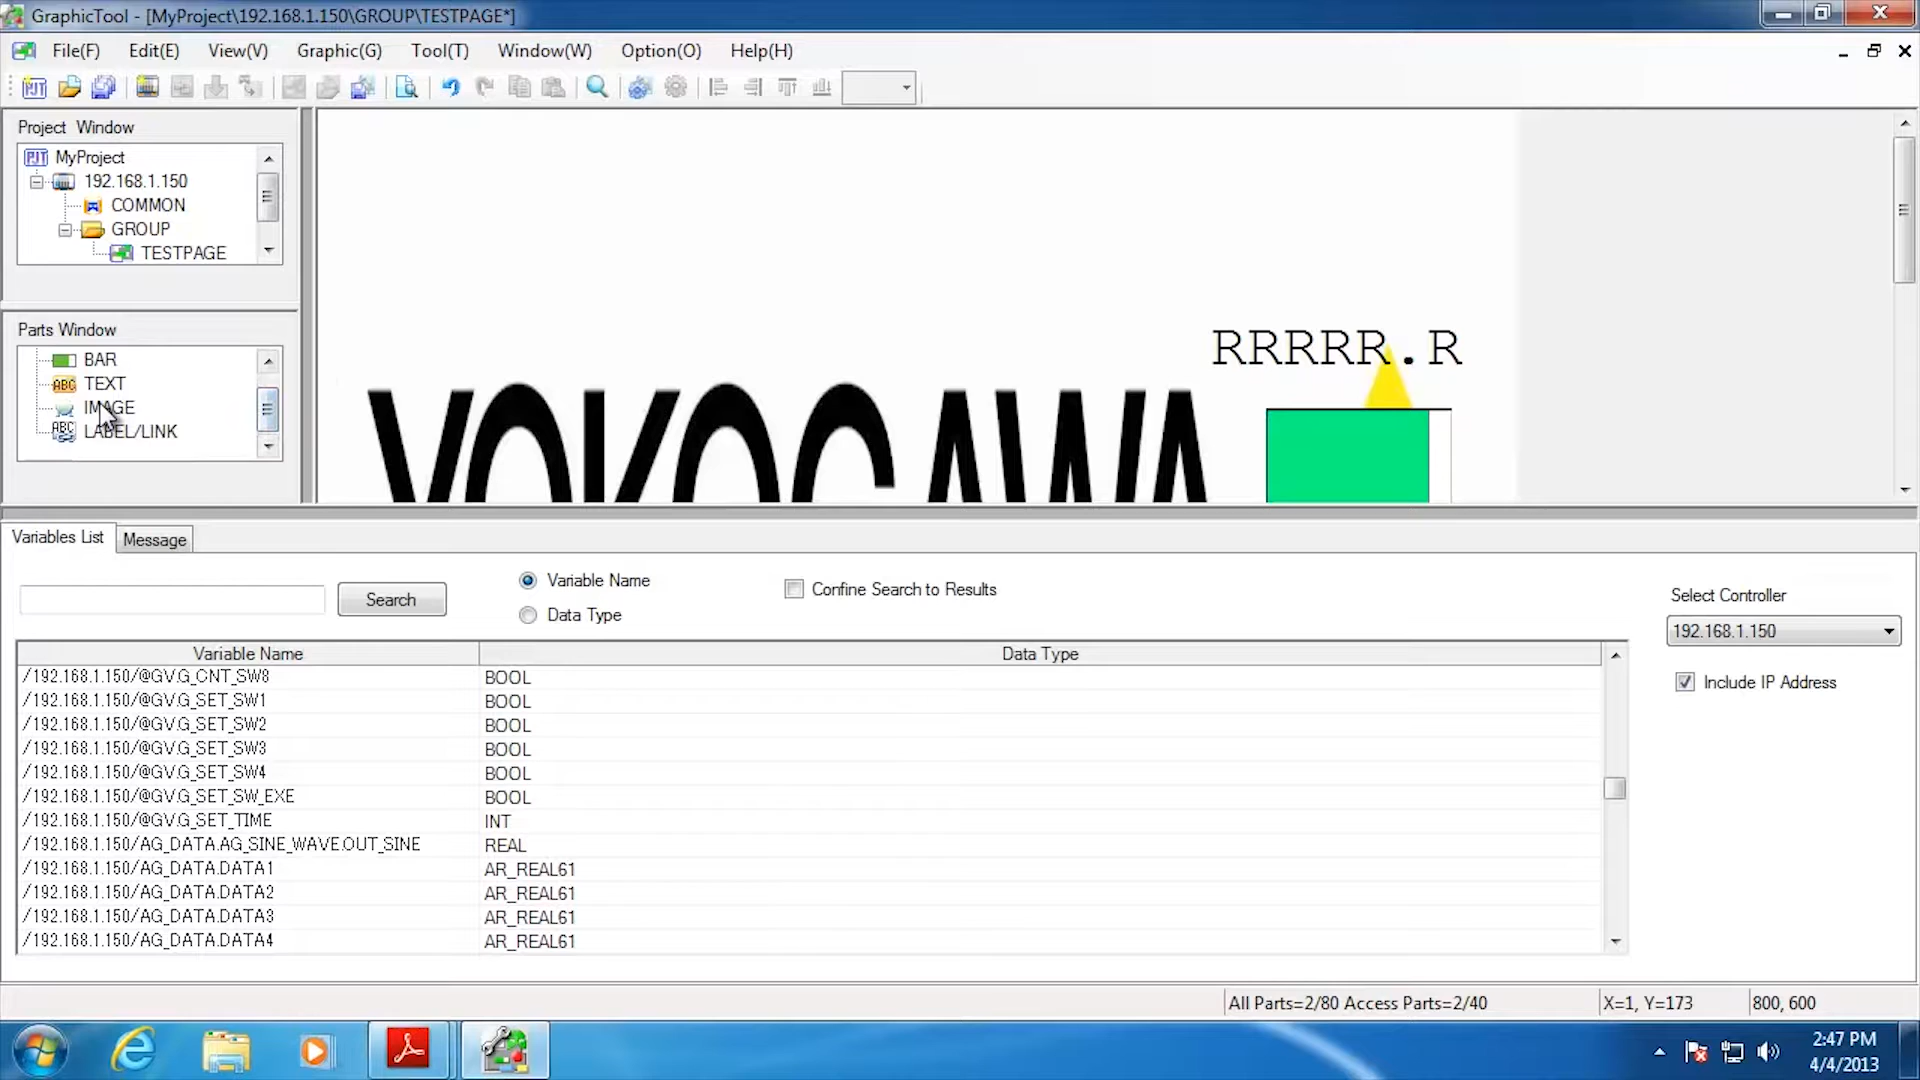 GraphicTool - [MyProject\192.168.1.150\GROUP\TESTPAGE*]
File(F) Edit(E) View(V) Graphic(G) Tool(T) Window(W) Option(O) Help(H)
PJT
Project Window
PJT MyProject
192.168.1.150
COMMON
GROUP
TESTPAGE
Parts Window
BAR
ABC TEXT
IMAGE
ABC LABEL/LINK
RRRRR.R
YOKOGAWA
Variables List Message
Search
Variable Name
Data Type
Confine Search to Results
Select Controller
192.168.1.150
Include IP Address
Variable Name Data Type
/192.168.1.150/@GV.G_CNT_SW8 BOOL
/192.168.1.150/@GV.G_SET_SW1 BOOL
/192.168.1.150/@GV.G_SET_SW2 BOOL
/192.168.1.150/@GV.G_SET_SW3 BOOL
/192.168.1.150/@GV.G_SET_SW4 BOOL
/192.168.1.150/@GV.G_SET_SW_EXE BOOL
/192.168.1.150/@GV.G_SET_TIME INT
/192.168.1.150/AG_DATA.AG_SINE_WAVE.OUT_SINE REAL
/192.168.1.150/AG_DATA.DATA1 AR_REAL61
/192.168.1.150/AG_DATA.DATA2 AR_REAL61
/192.168.1.150/AG_DATA.DATA3 AR_REAL61
/192.168.1.150/AG_DATA.DATA4 AR_REAL61
All Parts=2/80 Access Parts=2/40 X=1, Y=173 800, 600
2:47 PM
4/4/2013